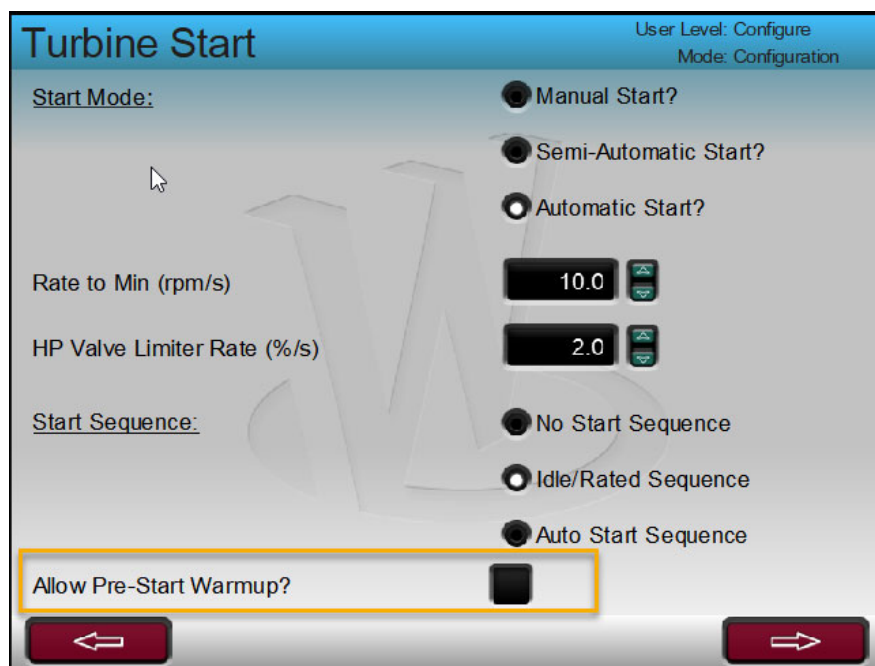 Turbine Start
User Level: Configure
Mode: Configuration
Start Mode:
Manual Start?
Semi-Automatic Start?
Automatic Start?
Rate to Min (rpm/s)
10.0
HP Valve Limiter Rate (%/s)
2.0
Start Sequence:
No Start Sequence
Idle/Rated Sequence
Auto Start Sequence
Allow Pre-Start Warmup?